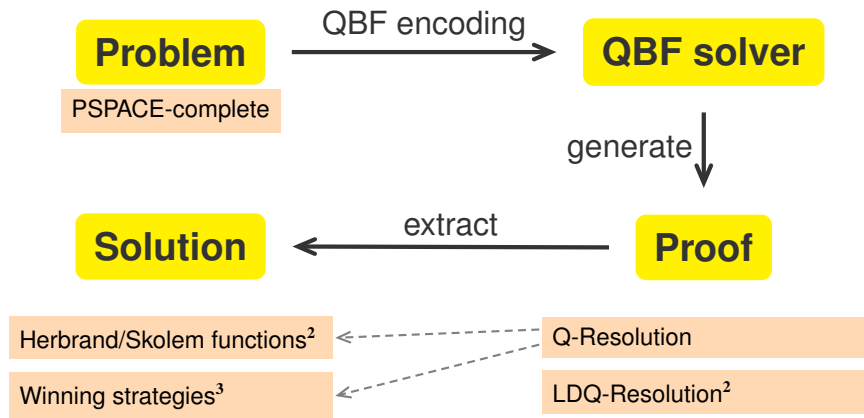 Problem
QBF encoding
QBF solver
PSPACE-complete
generate
Solution
extract
Proof
Herbrand/Skolem functions²
Q-Resolution
Winning strategies³
LDQ-Resolution²